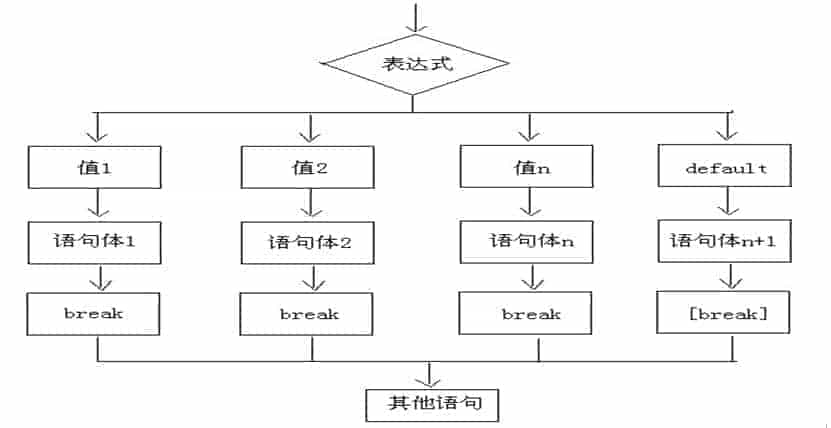 表达式
值1 值2 值n default
语句体1 语句体2 语句体n 语句体n+1
break break break [break]
其他语句